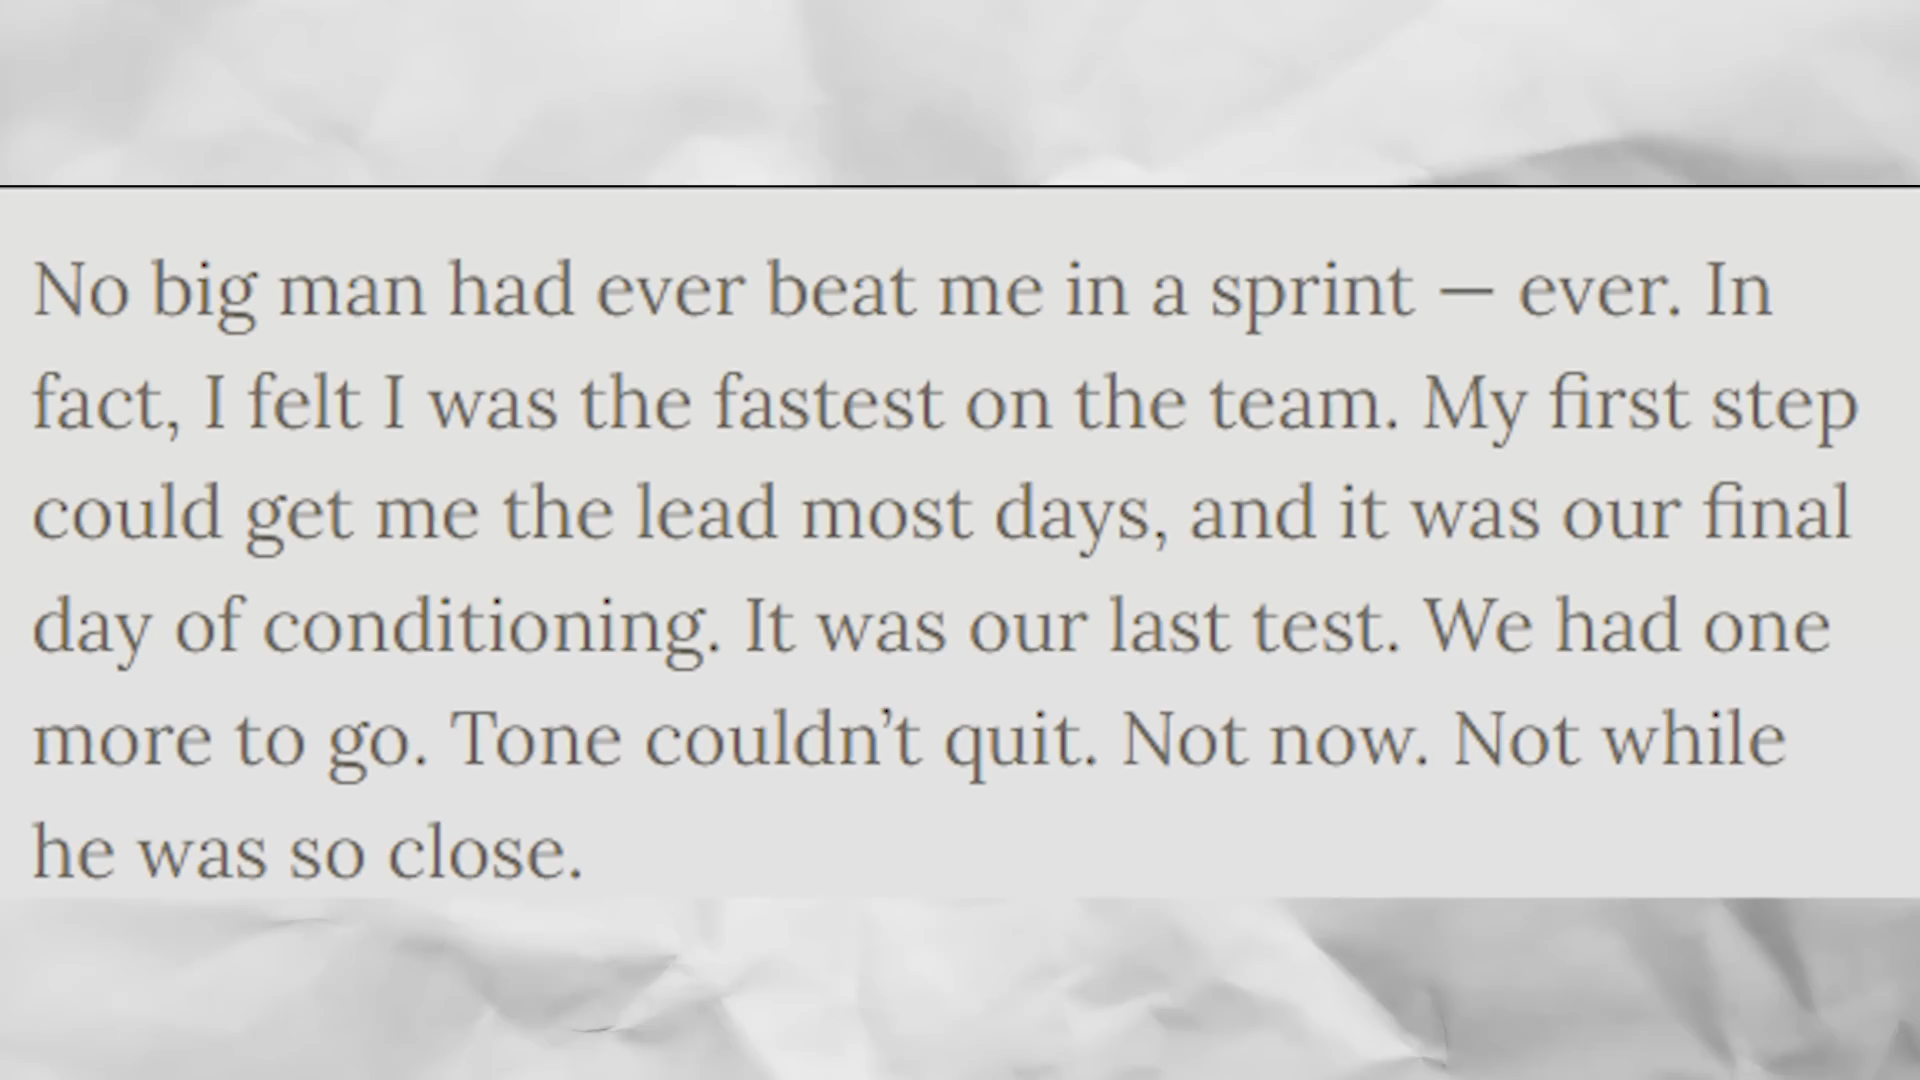 No big man had ever beat me in a sprint — ever. In
fact, I felt I was the fastest on the team. My first step
could get me the lead most days, and it was our final
day of conditioning. It was our last test. We had one
more to go. Tone couldn’t quit. Not now. Not while
he was so close.